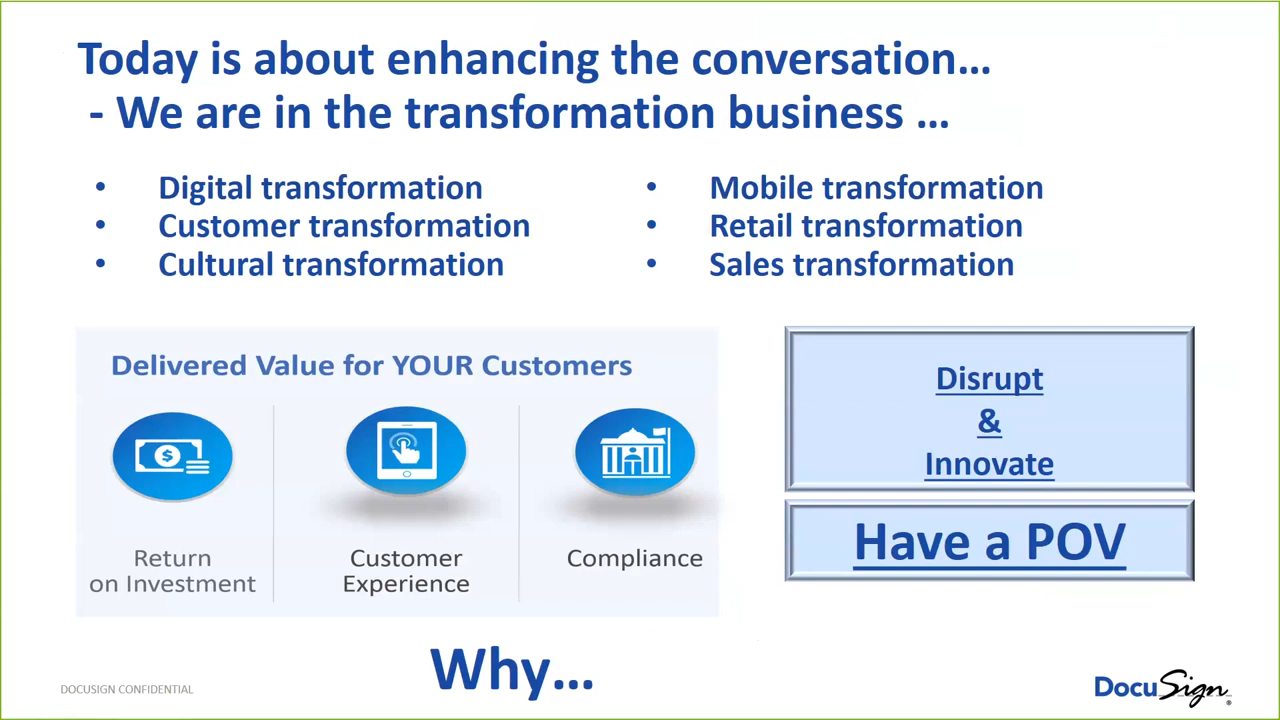 Today is about enhancing the conversation…
- We are in the transformation business …
• Digital transformation
• Customer transformation
• Cultural transformation
• Mobile transformation
• Retail transformation
• Sales transformation
Delivered Value for YOUR Customers
$
Return
on Investment
Customer
Experience
Compliance
Disrupt
&
Innovate
Have a POV
Why…
DOCUSIGN CONFIDENTIAL
DocuSign®